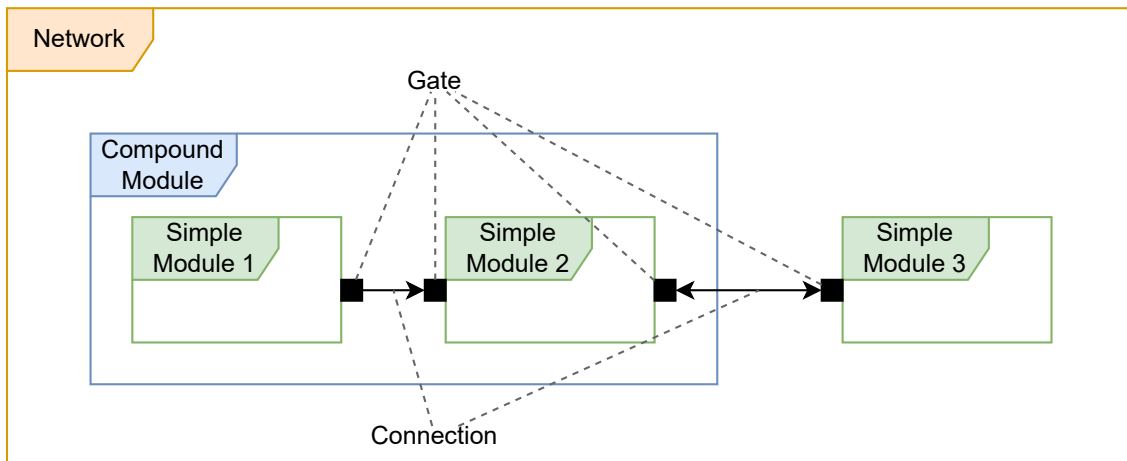 Network
Gate
Compound
Module
Simple
Module 1
Simple
Module 2
Simple
Module 3
Connection